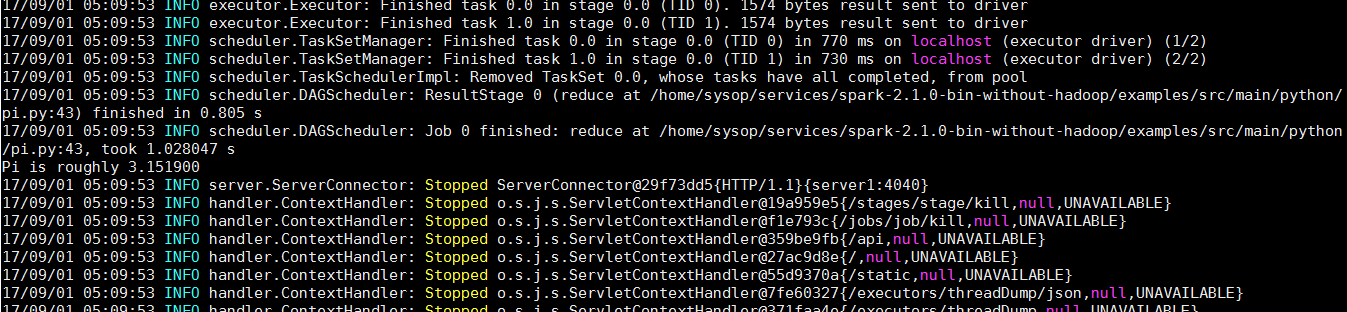 17/09/01 05:09:53 INFO executor.Executor: Finished task 0.0 in stage 0.0 (TID 0). 1574 bytes result sent to driver
17/09/01 05:09:53 INFO executor.Executor: Finished task 1.0 in stage 0.0 (TID 1). 1574 bytes result sent to driver
17/09/01 05:09:53 INFO scheduler.TaskSetManager: Finished task 0.0 in stage 0.0 (TID 0) in 770 ms on localhost (executor driver) (1/2)
17/09/01 05:09:53 INFO scheduler.TaskSetManager: Finished task 1.0 in stage 0.0 (TID 1) in 730 ms on localhost (executor driver) (2/2)
17/09/01 05:09:53 INFO scheduler.TaskSchedulerImpl: Removed TaskSet 0.0, whose tasks have all completed, from pool
17/09/01 05:09:53 INFO scheduler.DAGScheduler: ResultStage 0 (reduce at /home/sysop/services/spark-2.1.0-bin-without-hadoop/examples/src/main/python/
pi.py:43) finished in 0.805 s
17/09/01 05:09:53 INFO scheduler.DAGScheduler: Job 0 finished: reduce at /home/sysop/services/spark-2.1.0-bin-without-hadoop/examples/src/main/python
/pi.py:43, took 1.028047 s
Pi is roughly 3.151900
17/09/01 05:09:53 INFO server.ServerConnector: Stopped ServerConnector@29f73dd5{HTTP/1.1}{server1:4040}
17/09/01 05:09:53 INFO handler.ContextHandler: Stopped o.s.j.s.ServletContextHandler@19a959e5{/stages/stage/kill,null,UNAVAILABLE}
17/09/01 05:09:53 INFO handler.ContextHandler: Stopped o.s.j.s.ServletContextHandler@f1e793c{/jobs/job/kill,null,UNAVAILABLE}
17/09/01 05:09:53 INFO handler.ContextHandler: Stopped o.s.j.s.ServletContextHandler@359be9fb{/api,null,UNAVAILABLE}
17/09/01 05:09:53 INFO handler.ContextHandler: Stopped o.s.j.s.ServletContextHandler@27ac9d8e{/,null,UNAVAILABLE}
17/09/01 05:09:53 INFO handler.ContextHandler: Stopped o.s.j.s.ServletContextHandler@55d9370a{/static,null,UNAVAILABLE}
17/09/01 05:09:53 INFO handler.ContextHandler: Stopped o.s.j.s.ServletContextHandler@7fe60327{/executors/threadDump/json,null,UNAVAILABLE}
17/09/01 05:09:53 INFO handler.ContextHandler: Stopped o.s.j.s.ServletContextHandler@371faa4e{/executors/threadDump,null,UNAVAILABLE}